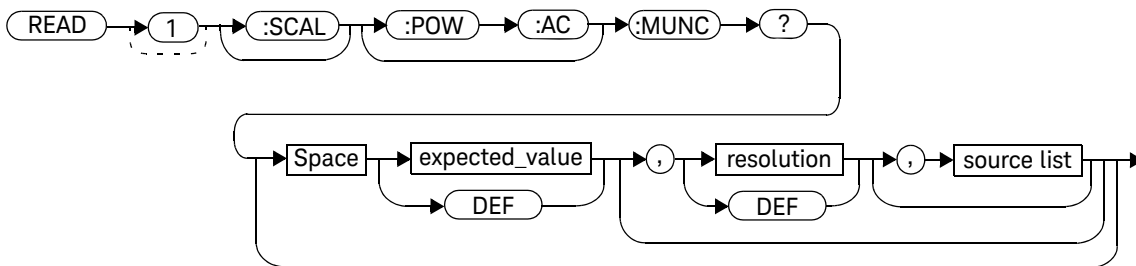 READ 1 :SCAL :POW :AC :MUNC ?
Space expected_value , resolution , source list
DEF DEF